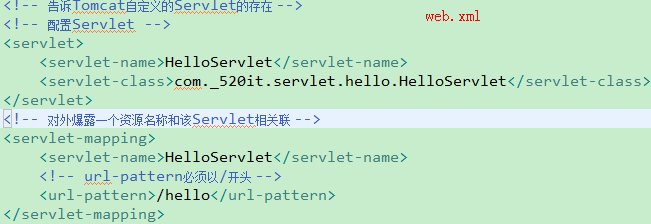 <!-- 告诉Tomcat自定义的Servlet的存在 -->
web.xml
<!-- 配置Servlet -->
<servlet>
<servlet-name>HelloServlet</servlet-name>
<servlet-class>com._520it.servlet.hello.HelloServlet</servlet-class>
</servlet>
<!-- 对外爆露一个资源名称和该Servlet相关联 -->
<servlet-mapping>
<servlet-name>HelloServlet</servlet-name>
<!-- url-pattern必须以/开头 -->
<url-pattern>/hello</url-pattern>
</servlet-mapping>